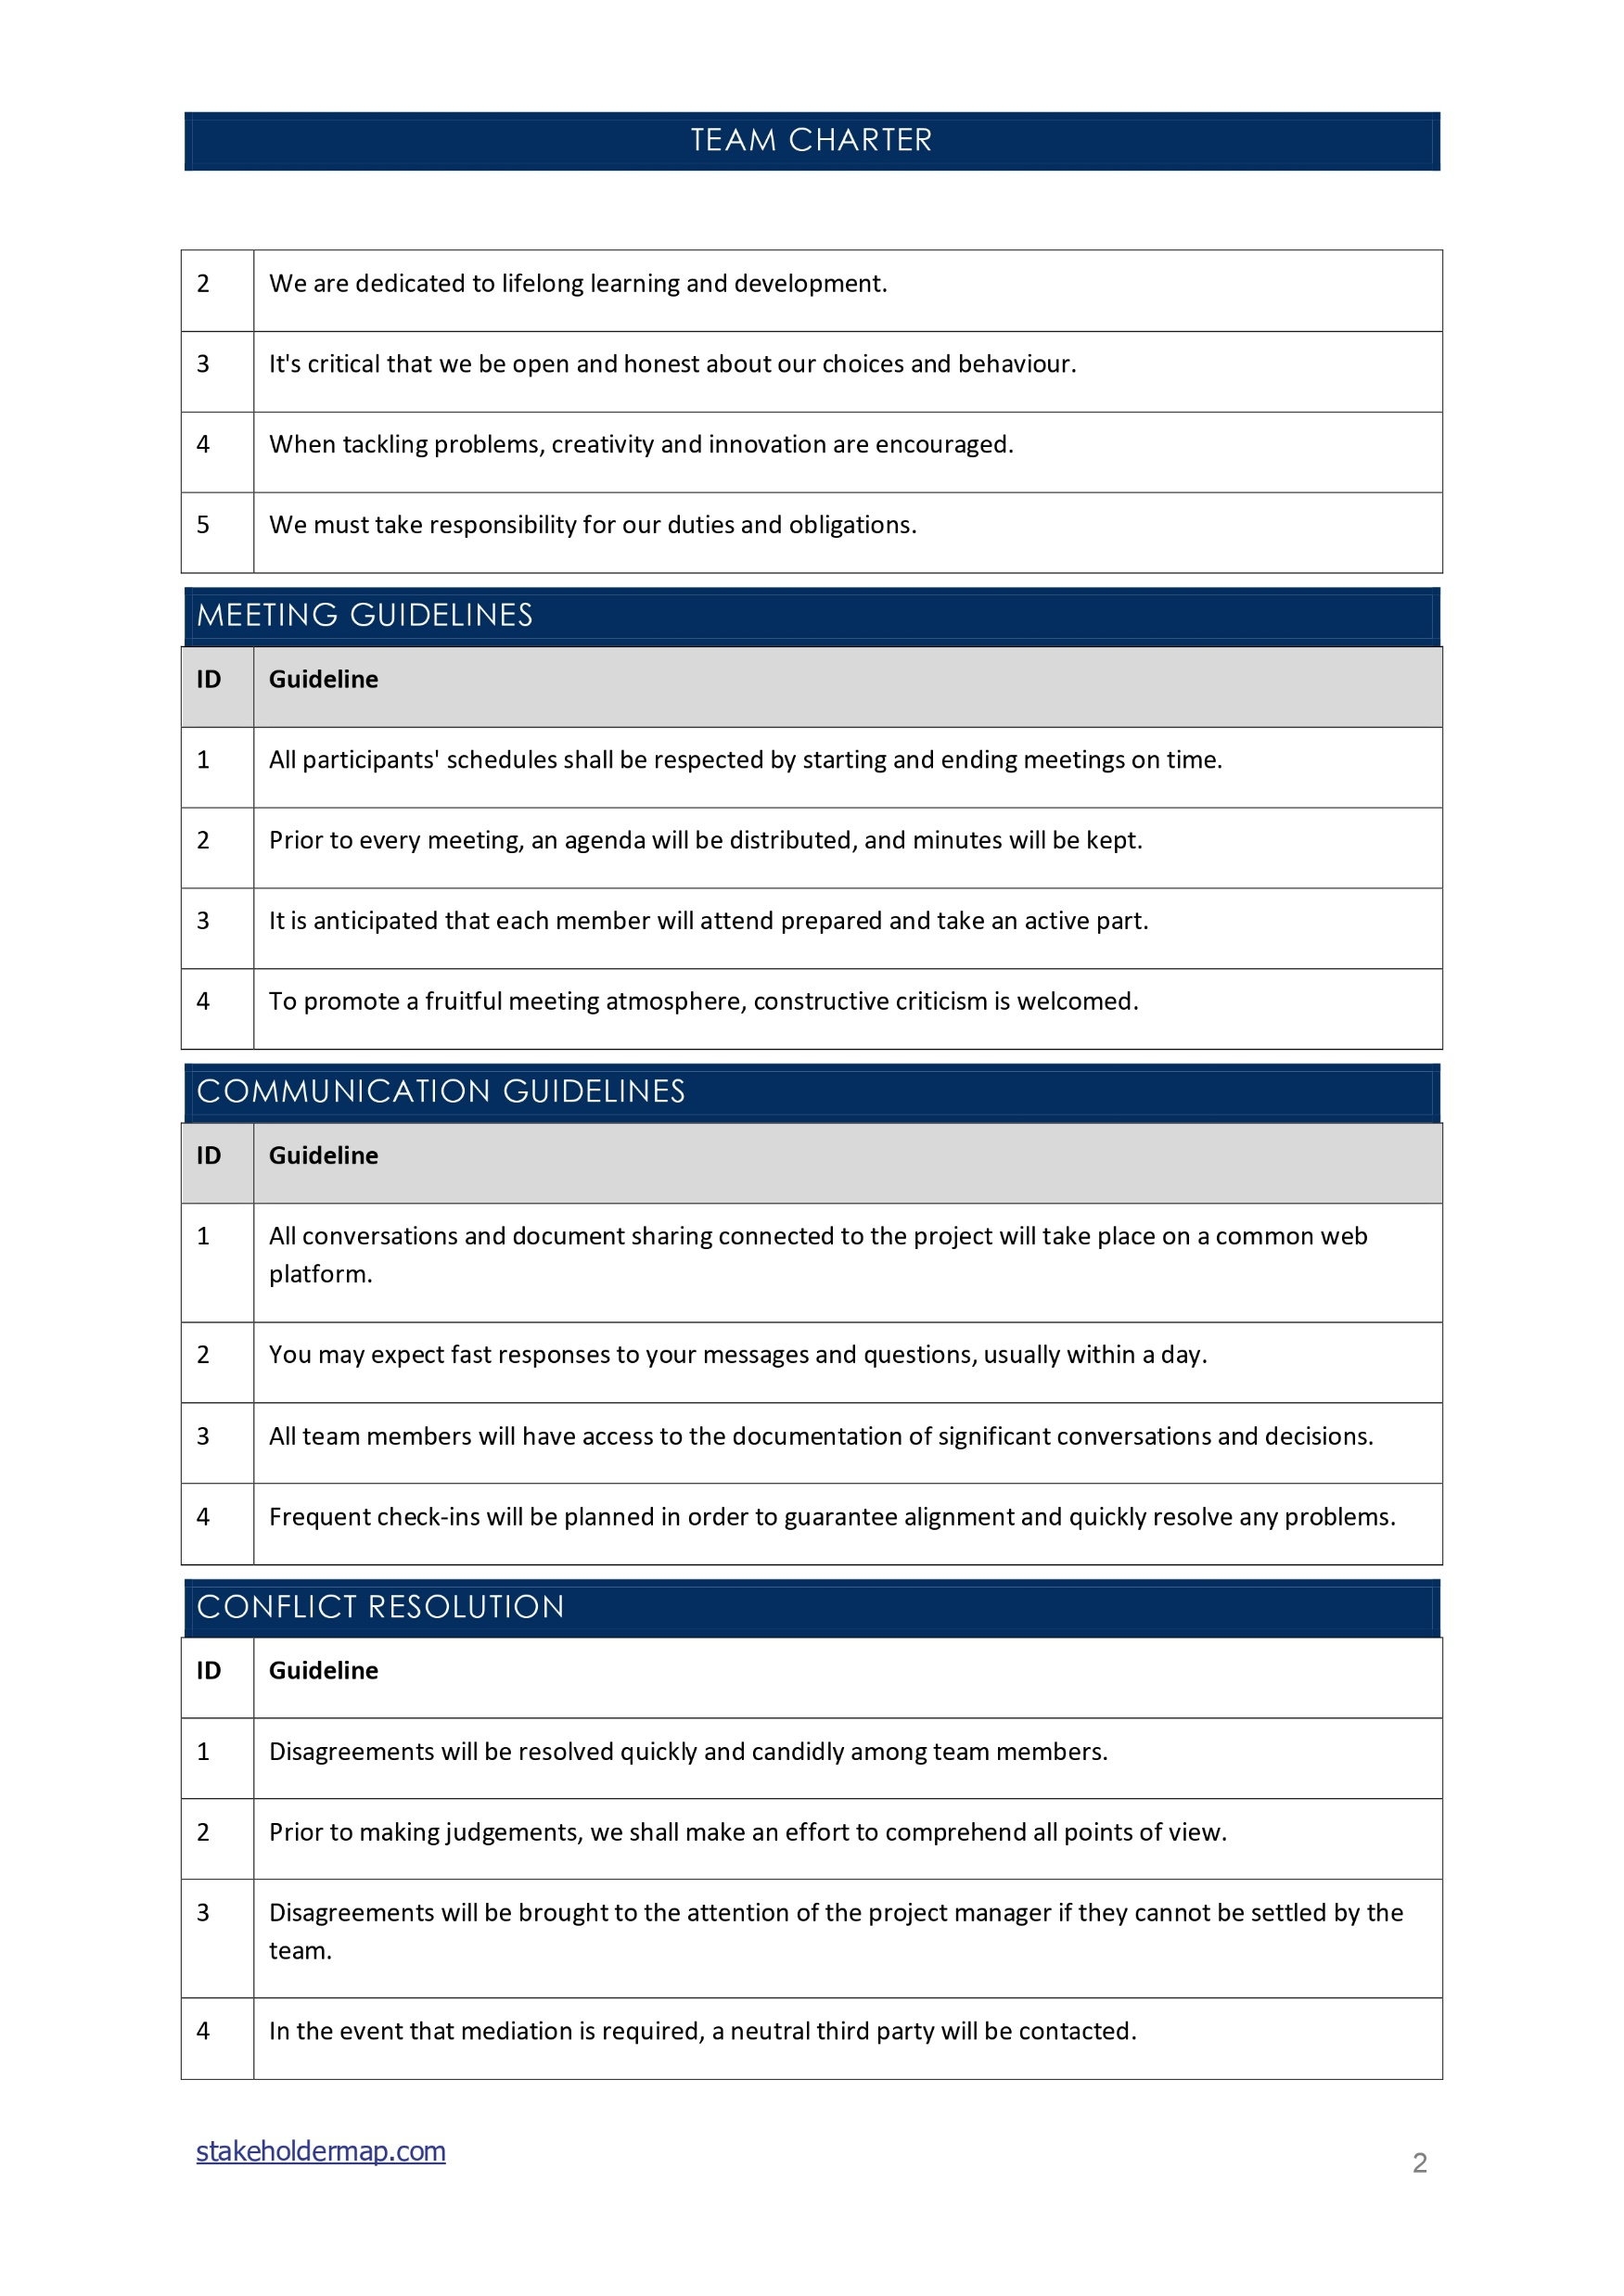 TEAM CHARTER
2 We are dedicated to lifelong learning and development.
3 It's critical that we be open and honest about our choices and behaviour.
4 When tackling problems, creativity and innovation are encouraged.
5 We must take responsibility for our duties and obligations.
MEETING GUIDELINES
ID Guideline
1 All participants' schedules shall be respected by starting and ending meetings on time.
2 Prior to every meeting, an agenda will be distributed, and minutes will be kept.
3 It is anticipated that each member will attend prepared and take an active part.
4 To promote a fruitful meeting atmosphere, constructive criticism is welcomed.
COMMUNICATION GUIDELINES
ID Guideline
1 All conversations and document sharing connected to the project will take place on a common web
platform.
2 You may expect fast responses to your messages and questions, usually within a day.
3 All team members will have access to the documentation of significant conversations and decisions.
4 Frequent check-ins will be planned in order to guarantee alignment and quickly resolve any problems.
CONFLICT RESOLUTION
ID Guideline
1 Disagreements will be resolved quickly and candidly among team members.
2 Prior to making judgements, we shall make an effort to comprehend all points of view.
3 Disagreements will be brought to the attention of the project manager if they cannot be settled by the
team.
4 In the event that mediation is required, a neutral third party will be contacted.
stakeholdermap.com
2